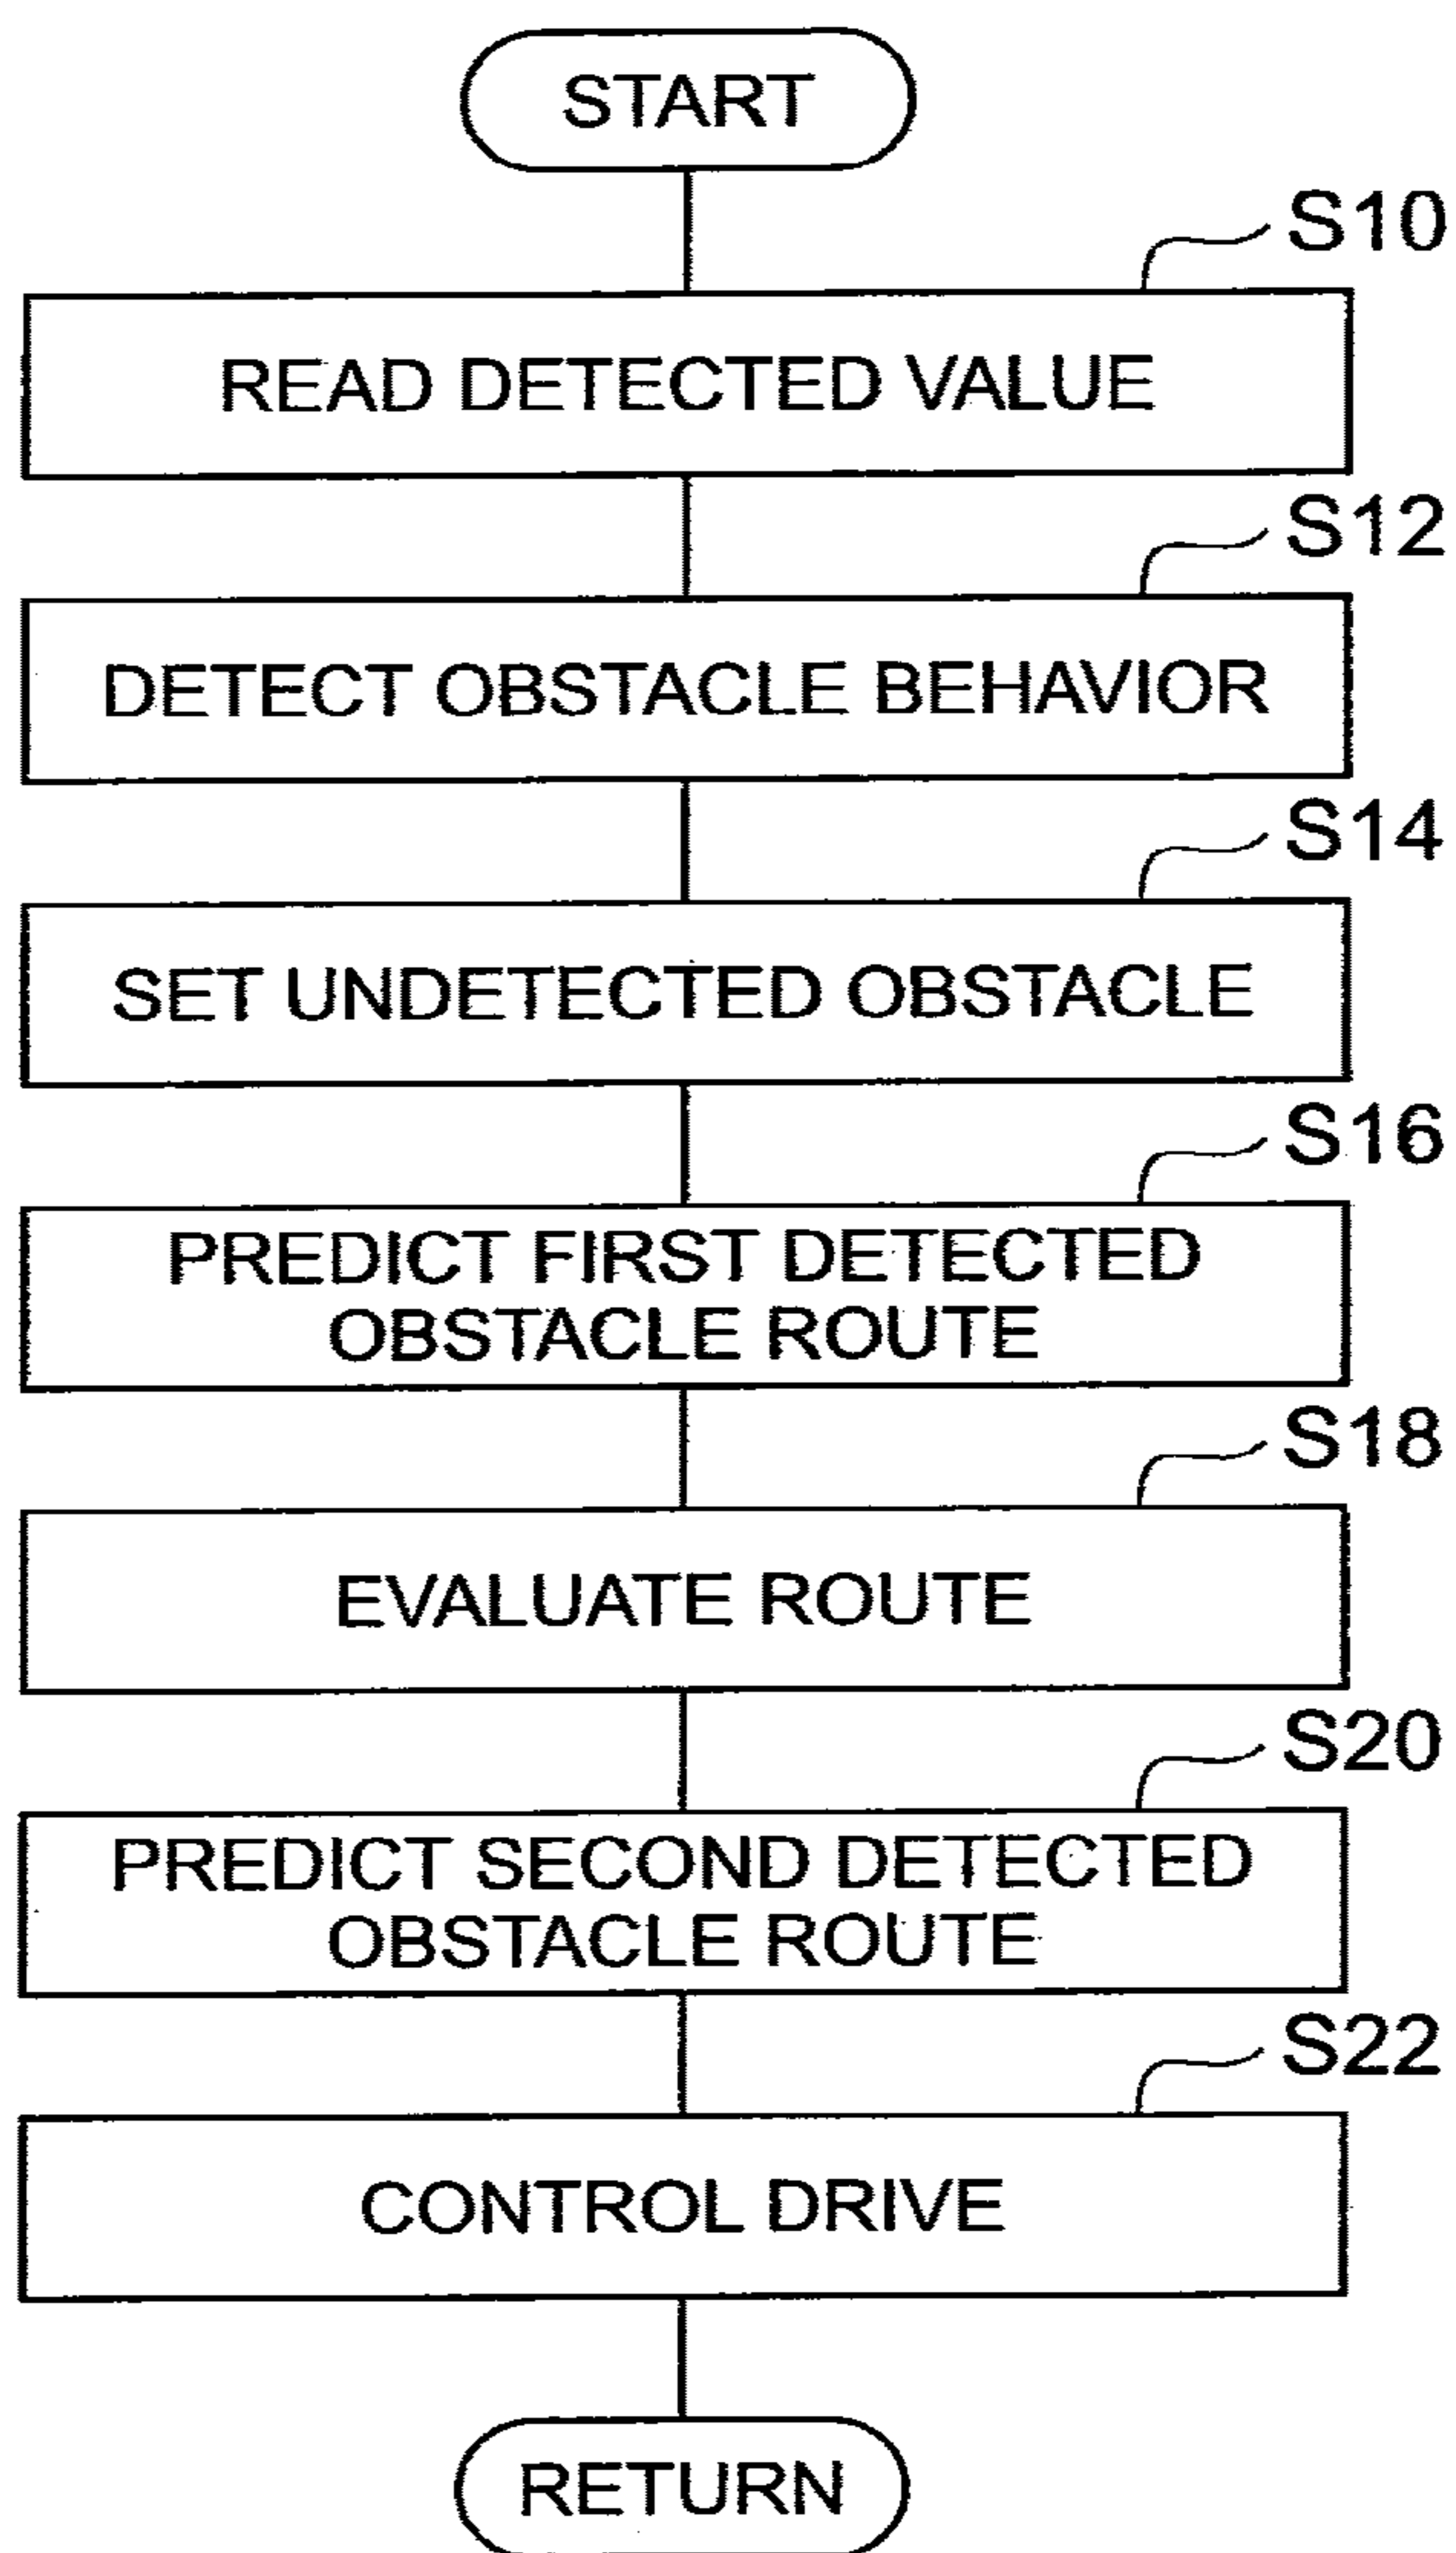 START
S10
READ DETECTED VALUE
S12
DETECT OBSTACLE BEHAVIOR
S14
SET UNDETECTED OBSTACLE
S16
PREDICT FIRST DETECTED
OBSTACLE ROUTE
S18
EVALUATE ROUTE
S20
PREDICT SECOND DETECTED
OBSTACLE ROUTE
S22
CONTROL DRIVE
RETURN